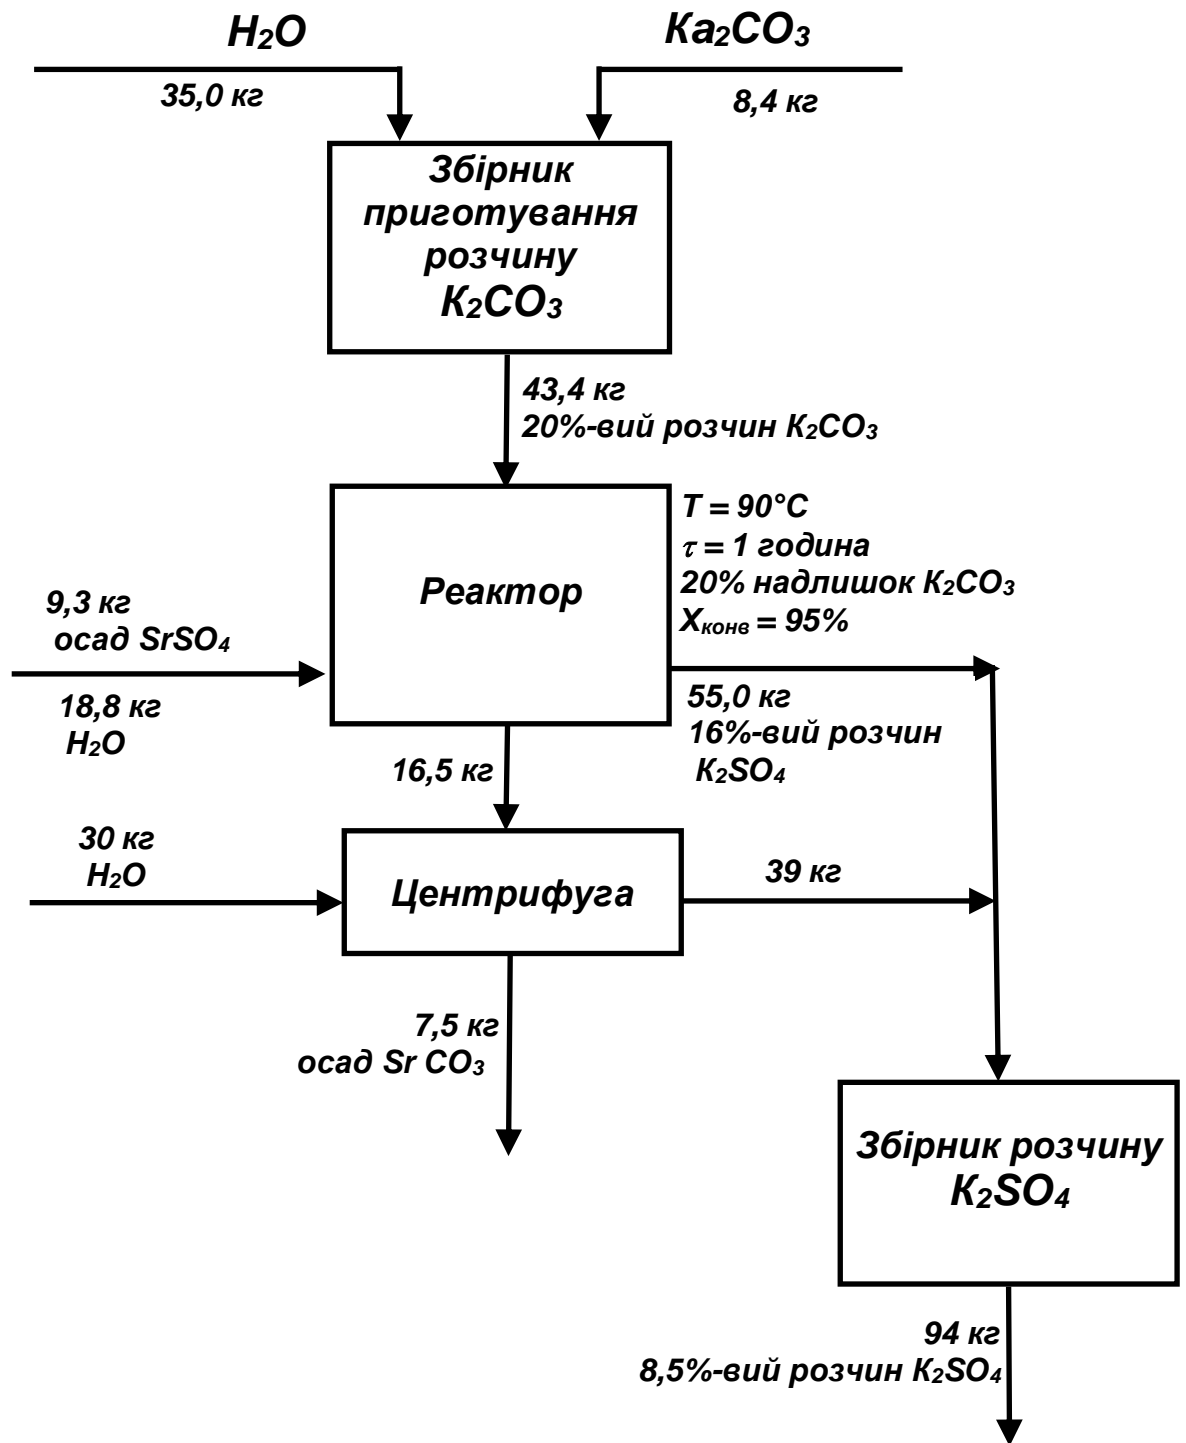 H₂O
Ka₂CO₃
35,0 кг
8,4 кг
Збірник
приготування
розчину
K₂CO₃
43,4 кг
20%-вий розчин K₂CO₃
Реактор
T = 90°C
τ = 1 година
20% надлишок K₂CO₃
Xконв = 95%
9,3 кг
осад SrSO₄
18,8 кг
H₂O
55,0 кг
16%-вий розчин
K₂SO₄
16,5 кг
30 кг
H₂O
Центрифуга
39 кг
7,5 кг
осад Sr CO₃
Збірник розчину
K₂SO₄
94 кг
8,5%-вий розчин K₂SO₄